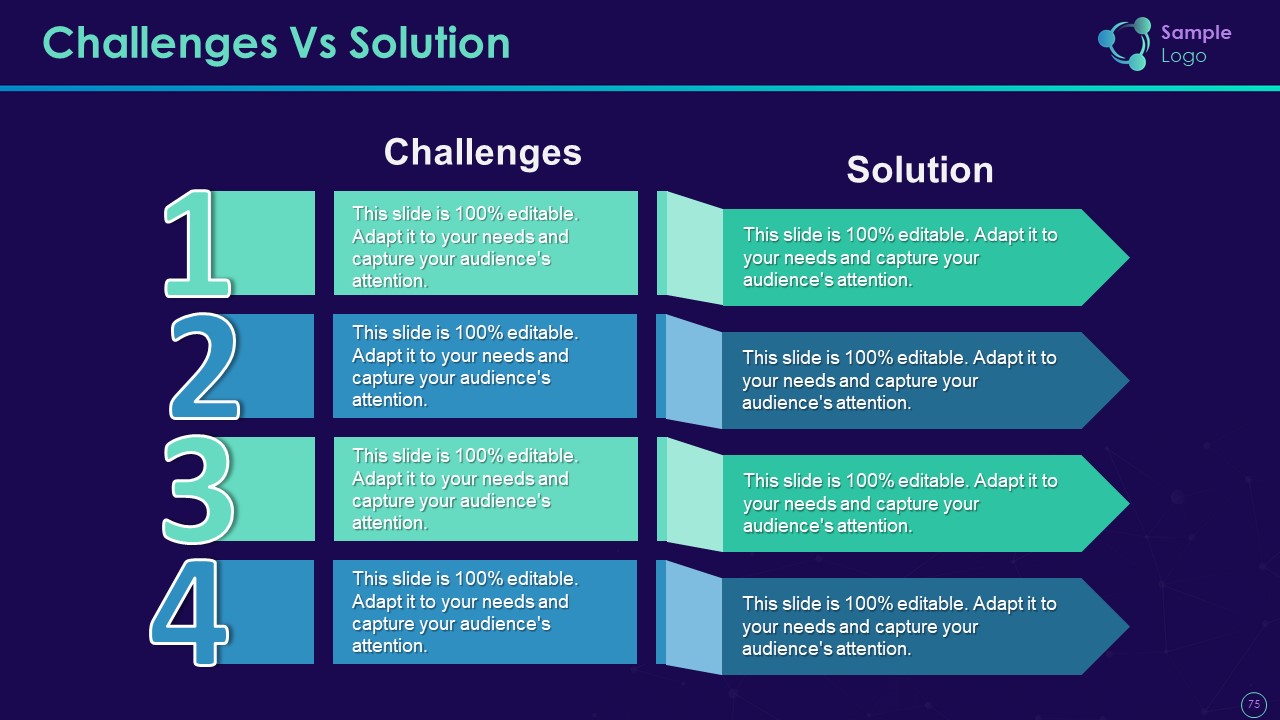 Challenges Vs Solution
Sample
Logo
Challenges
Solution
1
This slide is 100% editable.
Adapt it to your needs and
capture your audience's
attention.
This slide is 100% editable. Adapt it to
your needs and capture your
audience's attention.
2
This slide is 100% editable.
Adapt it to your needs and
capture your audience's
attention.
This slide is 100% editable. Adapt it to
your needs and capture your
audience's attention.
3
This slide is 100% editable.
Adapt it to your needs and
capture your audience's
attention.
This slide is 100% editable. Adapt it to
your needs and capture your
audience's attention.
4
This slide is 100% editable.
Adapt it to your needs and
capture your audience's
attention.
This slide is 100% editable. Adapt it to
your needs and capture your
audience's attention.
75